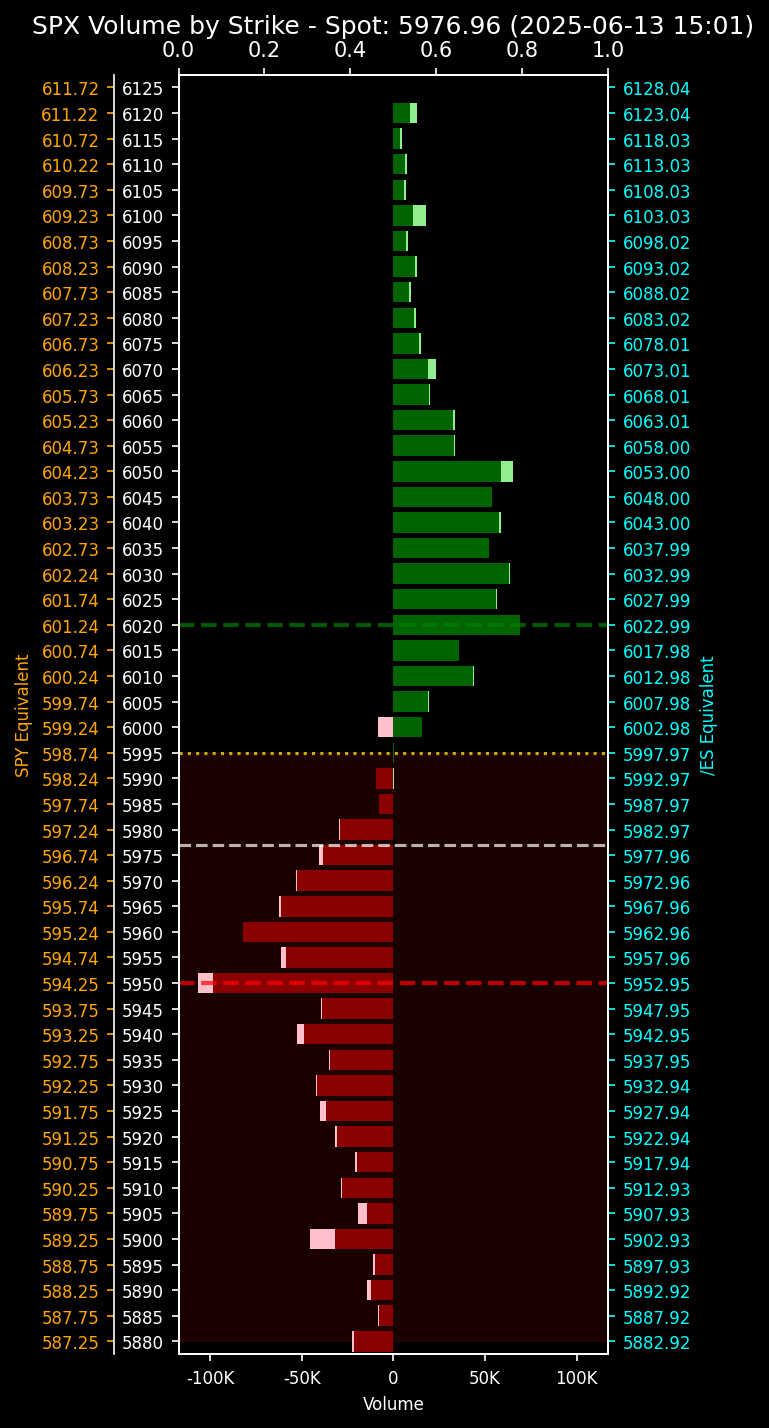 SPX Volume by Strike - Spot: 5976.96 (2025-06-13 15:01)
0.0 0.2 0.4 0.6 0.8 1.0
611.72 6125 6128.04
611.22 6120 6123.04
610.72 6115 6118.03
610.22 6110 6113.03
609.73 6105 6108.03
609.23 6100 6103.03
608.73 6095 6098.02
608.23 6090 6093.02
607.73 6085 6088.02
607.23 6080 6083.02
606.73 6075 6078.01
606.23 6070 6073.01
605.73 6065 6068.01
605.23 6060 6063.01
604.73 6055 6058.00
604.23 6050 6053.00
603.73 6045 6048.00
603.23 6040 6043.00
602.73 6035 6037.99
602.24 6030 6032.99
601.74 6025 6027.99
601.24 6020 6022.99
600.74 6015 6017.98
600.24 6010 6012.98
599.74 6005 6007.98
599.24 6000 6002.98
598.74 5995 5997.97
598.24 5990 5992.97
597.74 5985 5987.97
597.24 5980 5982.97
596.74 5975 5977.96
596.24 5970 5972.96
595.74 5965 5967.96
595.24 5960 5962.96
594.74 5955 5957.96
594.25 5950 5952.95
593.75 5945 5947.95
593.25 5940 5942.95
592.75 5935 5937.95
592.25 5930 5932.94
591.75 5925 5927.94
591.25 5920 5922.94
590.75 5915 5917.94
590.25 5910 5912.93
589.75 5905 5907.93
589.25 5900 5902.93
588.75 5895 5897.93
588.25 5890 5892.92
587.75 5885 5887.92
587.25 5880 5882.92
SPY Equivalent
/ES Equivalent
-100K -50K 0 50K 100K
Volume